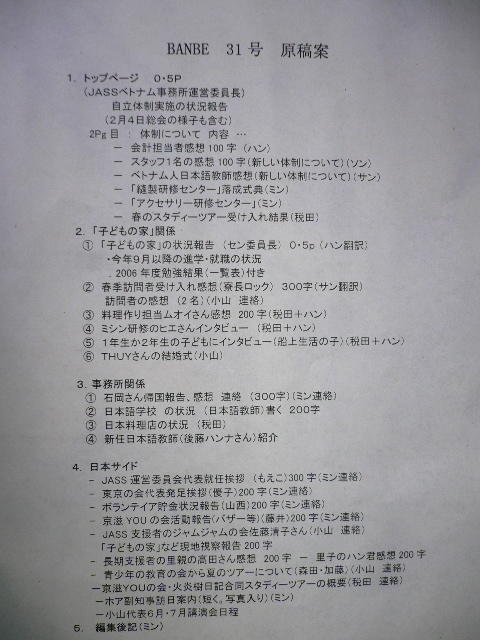 BANBE 31号 原稿案
1. トップページ 0・5P
(JASSベトナム事務所運営委員長)
自立体制実施の状況報告
(2月4日総会の様子も含む)
2Pg目 : 体制について 内容 …
― 会計担当者感想100字 (ハン)
― スタッフ1名の感想100字(新しい体制について)(ソン)
― ベトナム人日本語教師感想(新しい体制について)(サン)
― 「縫製研修センター」落成式典(ミン)
― 「アクセサリー研修センター」(ミン)
― 春のスタディーツアー受け入れ結果(税田)
2. 「子どもの家」関係
① 「子どもの家」の状況報告 (セン委員長) 0・5p (ハン翻訳)
・今年9月以降の進学・就職の状況
. 2006年度勉強結果(一覧表)付き
② 春季訪問者受け入れ感想(寮長ロック) 300字(サン翻訳)
訪問者の感想 (2名)(小山 連絡)
③ 料理作り担当ムオイさん感想 200字 (税田+ハン)
④ ミシン研修のヒエさんインタビュー (税田+ハン)
⑤ 1年生か2年生の子どもにインタビュー(船上生活の子)(税田+ハン)
⑥ THUYさんの結婚式(小山)
3. 事務所関係
① 石岡さん帰国報告、感想 連絡 (300字)(ミン連絡)
② 日本語学校 の状況 (日本語教師)書く 200字
③ 日本料理店の状況 (税田)
④ 新任日本語教師(後藤ハンナさん)紹介
4. 日本サイド
- JASS運営委員会代表就任挨拶 (もえこ)300字(ミン連絡)
- 東京の会代表発足挨拶(優子)200字(ミン連絡)
- ボランテイア貯金状況報告(山西)200字(ミン連絡)
- 京滋YOUの会活動報告(バザー等)(藤井)200字(ミン連絡)
- JASS支援者のジャムジャムの会佐藤清子さん(小山 連絡)
「子どもの家」など現地視察報告200字
- 長期支援者の里親の高田さん感想 200字 ― 里子のハン君感想200字
- 青少年の教育の会から夏のツアーについて(森田・加藤)(小山 連絡)
―京滋YOUの会・火炎樹日記合同スタディーツアーの概要(税田 連絡)
―ホア副知事訪日案内(短く。写真入り)(ミン)
―小山代表6月・7月講演会日程
5. 編集後記(ミン)